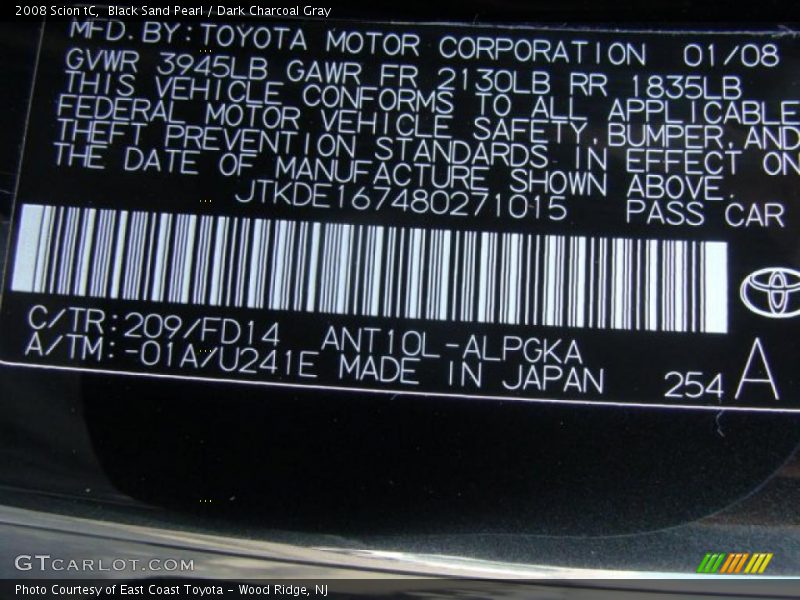 2008 Scion tC, Black Sand Pearl / Dark Charcoal Gray
MFD.BY:TOYOTA MOTOR CORPORATION 01/08
GVWR 3945LB GAWR FR 2130LB RR 1835LB
THIS VEHICLE CONFORMS TO ALL APPLICABLE
FEDERAL MOTOR VEHICLE SAFETY,BUMPER,AND
THEFT PREVENTION STANDARDS IN EFFECT ON
THE DATE OF MANUFACTURE SHOWN ABOVE.
JTKDE167480271015 PASS CAR
C/TR:209/FD14 ANT10L-ALPGKA
A/TM:-01A/U241E MADE IN JAPAN 254 A
GTCARLOT.COM
Photo Courtesy of East Coast Toyota - Wood Ridge, NJ